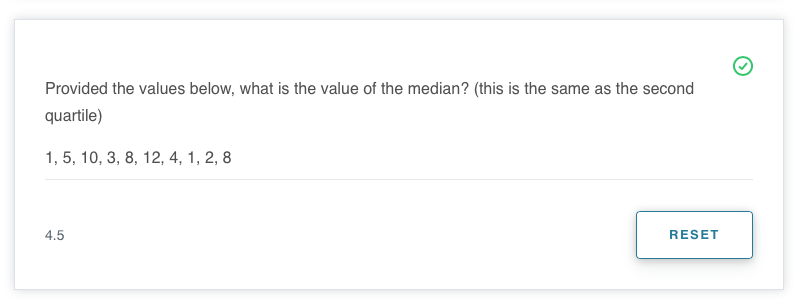 Provided the values below, what is the value of the median? (this is the same as the second
quartile)
1, 5, 10, 3, 8, 12, 4, 1, 2, 8
4.5
RESET